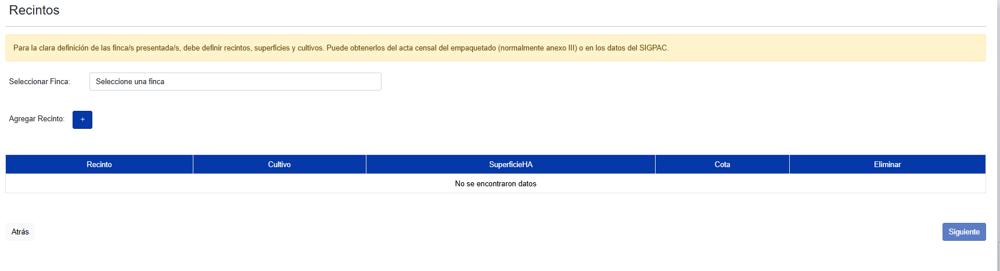 Recintos
Para la clara definición de las finca/s presentada/s, debe definir recintos, superficies y cultivos. Puede obtenerlos del acta censal del empaquetado (normalmente anexo III) o en los datos del SIGPAC.
Seleccionar Finca: Seleccione una finca
Agregar Recinto: +
Recinto Cultivo SuperficieHA Cota Eliminar
No se encontraron datos
Atrás Siguiente